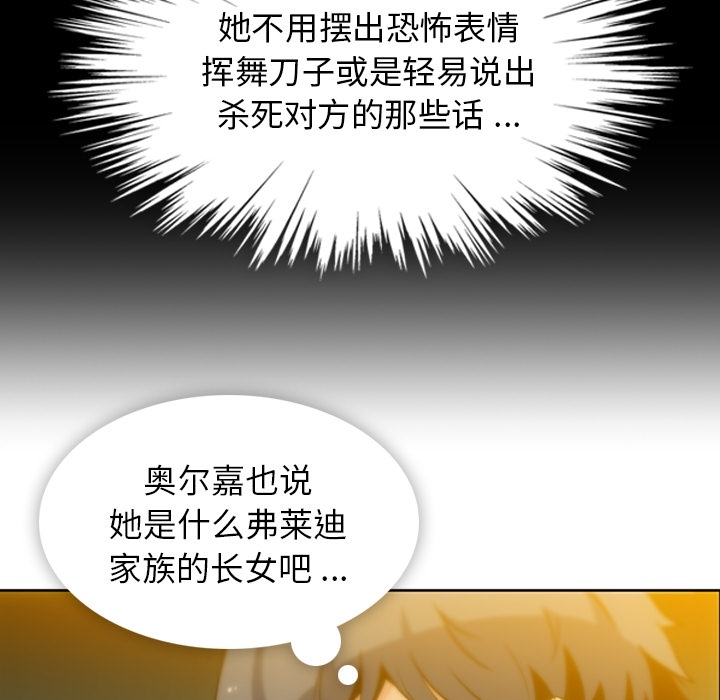 她不用摆出恐怖表情
挥舞刀子或是轻易说出
杀死对方的那些话...
奥尔嘉也说
她是什么弗莱迪
家族的长女吧...